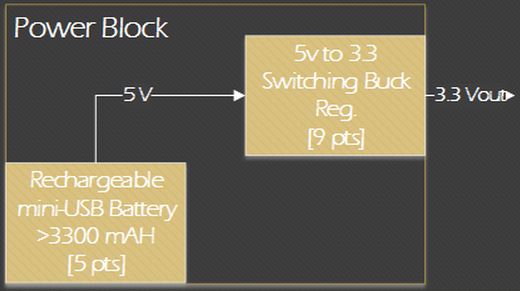 Power Block
5v to 3.3
Switching Buck
Reg.
[9 pts]
5 V
3.3 Vout
Rechargeable
mini-USB Battery
>3300 mAH
[5 pts]